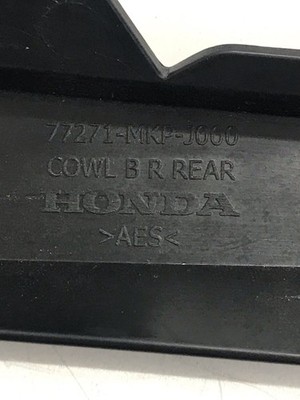 77271-MKP-J000
COWL B R REAR
HONDA
>AES<